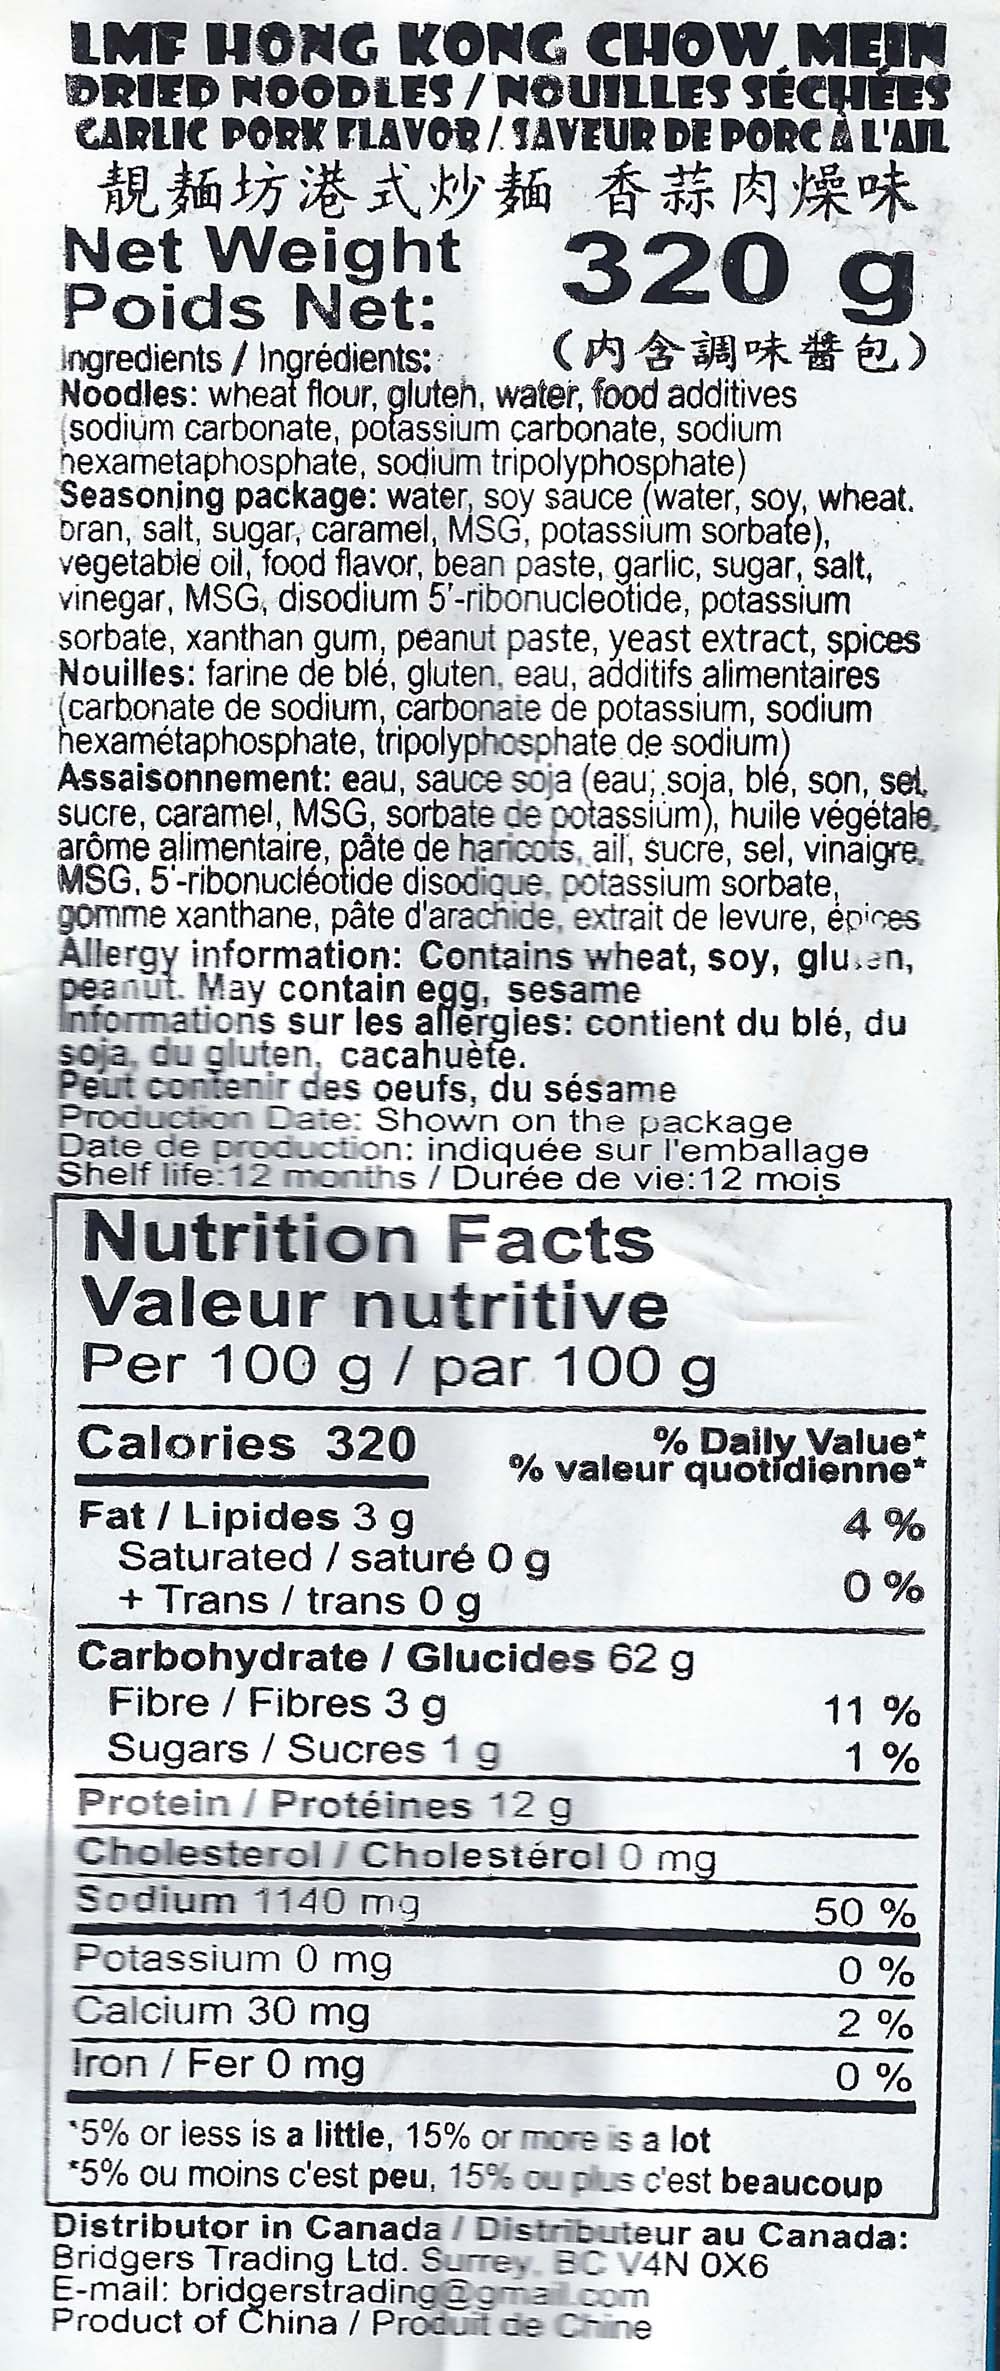 LMF HONG KONG CHOW MEIN
DRIED NOODLES / NOUILLES SÉCHÉES
GARLIC PORK FLAVOR / SAVEUR DE PORC À L'AIL
靚麵坊港式炒麵 香蒜肉燥味
Net Weight 320 g
Poids Net:
(内含調味醬包)
Ingredients / Ingrédients:
Noodles: wheat flour, gluten, water, food additives
(sodium carbonate, potassium carbonate, sodium
hexametaphosphate, sodium tripolyphosphate)
Seasoning package: water, soy sauce (water, soy, wheat.
bran, salt, sugar, caramel, MSG, potassium sorbate),
vegetable oil, food flavor, bean paste, garlic, sugar, salt,
vinegar, MSG, disodium 5'-ribonucleotide, potassium
sorbate, xanthan gum, peanut paste, yeast extract, spices
Nouilles: farine de blé, gluten, eau, additifs alimentaires
(carbonate de sodium, carbonate de potassium, sodium
hexamétaphosphate, tripolyphosphate de sodium)
Assaisonnement: eau, sauce soja (eau, soja, blé, son, sel,
sucre, caramel, MSG, sorbate de potassium), huile végétale,
arôme alimentaire, pâte de haricots, ail, sucre, sel, vinaigre,
MSG, 5'-ribonucléotide disodique, potassium sorbate,
gomme xanthane, pâte d'arachide, extrait de levure, épices
Allergy information: Contains wheat, soy, gluten,
peanut. May contain egg, sesame
Informations sur les allergies: contient du blé, du
soja, du gluten, cacahuète.
Peut contenir des oeufs, du sésame
Production Date: Shown on the package
Date de production: indiquée sur l'emballage
Shelf life:12 months / Durée de vie:12 mois
Nutrition Facts
Valeur nutritive
Per 100 g / par 100 g
Calories 320 % Daily Value*
% valeur quotidienne*
Fat / Lipides 3 g 4 %
Saturated / saturé 0 g
+ Trans / trans 0 g 0 %
Carbohydrate / Glucides 62 g
Fibre / Fibres 3 g 11 %
Sugars / Sucres 1 g 1 %
Protein / Protéines 12 g
Cholesterol / Cholestérol 0 mg
Sodium 1140 mg 50 %
Potassium 0 mg 0 %
Calcium 30 mg 2 %
Iron / Fer 0 mg 0 %
*5% or less is a little, 15% or more is a lot
*5% ou moins c'est peu, 15% ou plus c'est beaucoup
Distributor in Canada / Distributeur au Canada:
Bridgers Trading Ltd. Surrey, BC V4N 0X6
E-mail: bridgerstrading@gmail.com
Product of China / Produit de Chine